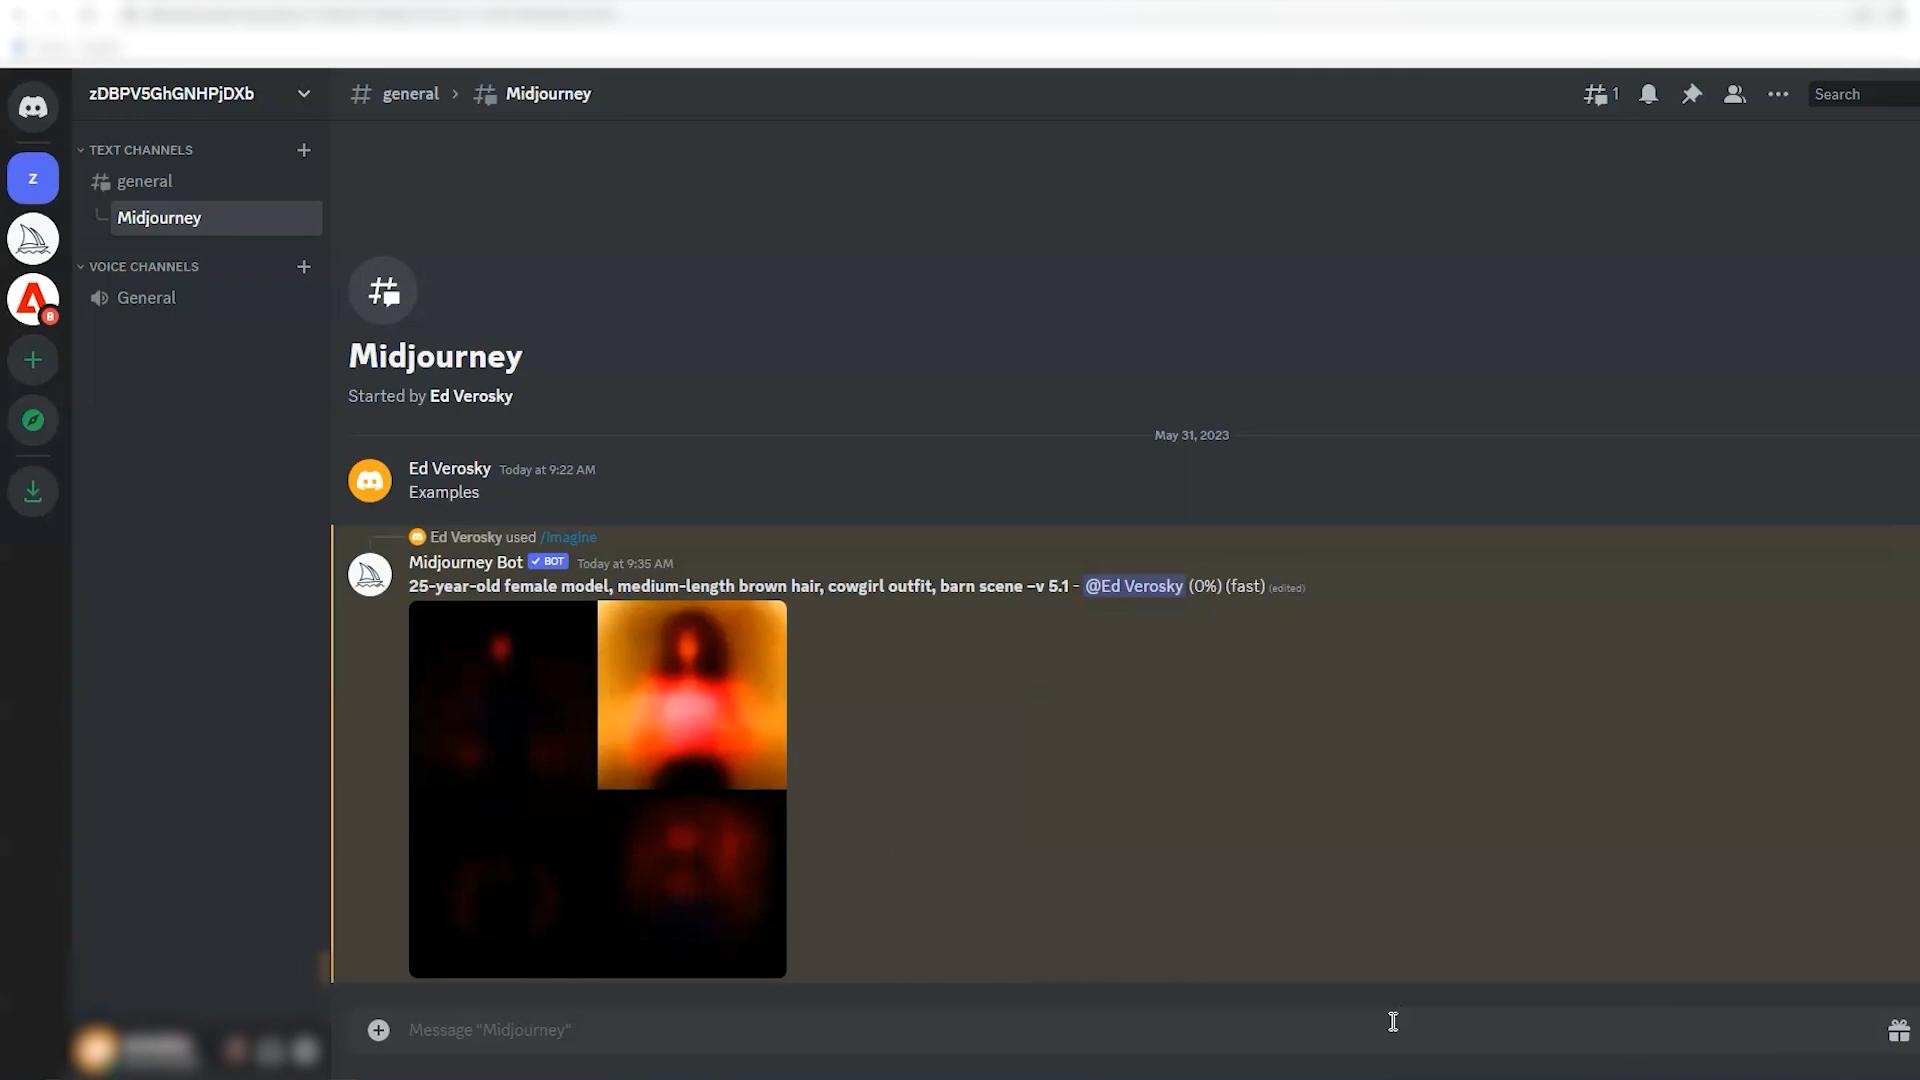 zDBPV5GhGNHPjDXb
# general > Midjourney
1
Search
TEXT CHANNELS
general
Midjourney
VOICE CHANNELS
General
Z
8
Midjourney
Started by Ed Verosky
May 31, 2023
Ed Verosky Today at 9:22 AM
Examples
Ed Verosky used /imagine
Midjourney Bot ✓ BOT Today at 9:35 AM
25-year-old female model, medium-length brown hair, cowgirl outfit, barn scene –v 5.1 - @Ed Verosky (0%) (fast) (edited)
Message "Midjourney"